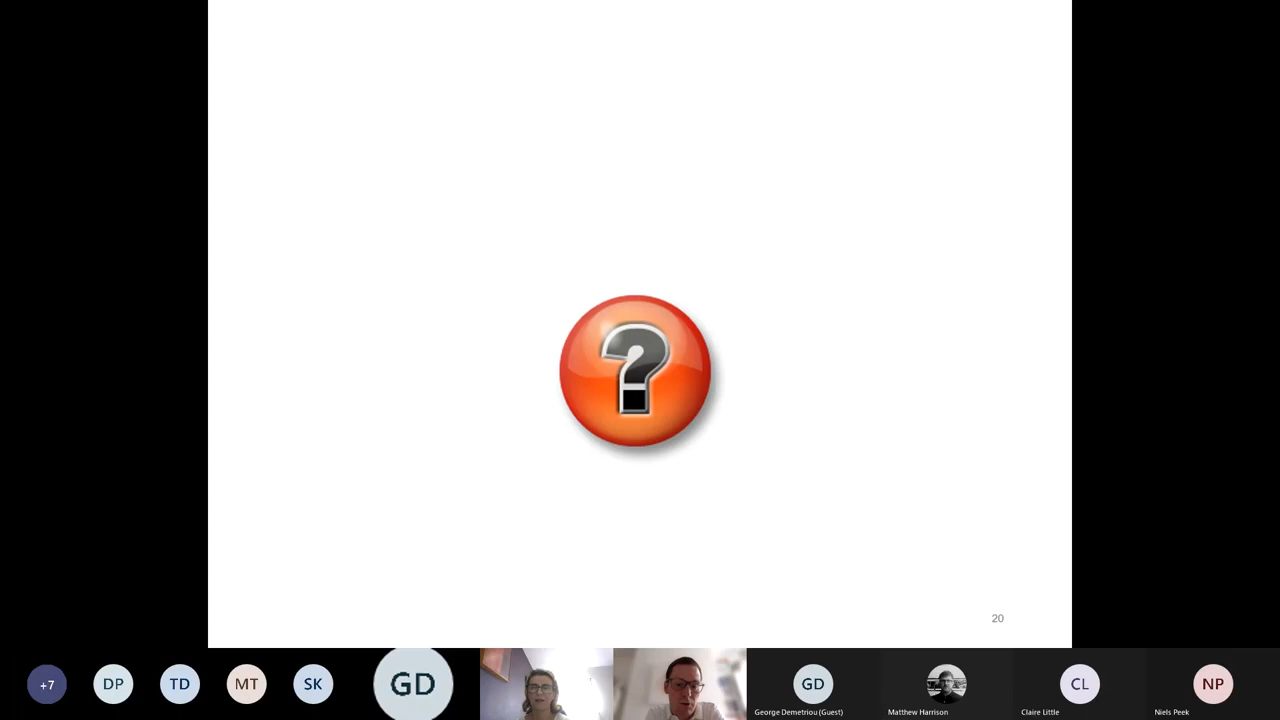 ?
20
+7
DP
TD
MT
SK
GD
GD
CL
NP
George Demetriou (Guest)
Matthew Harrison
Claire Little
Niels Peek